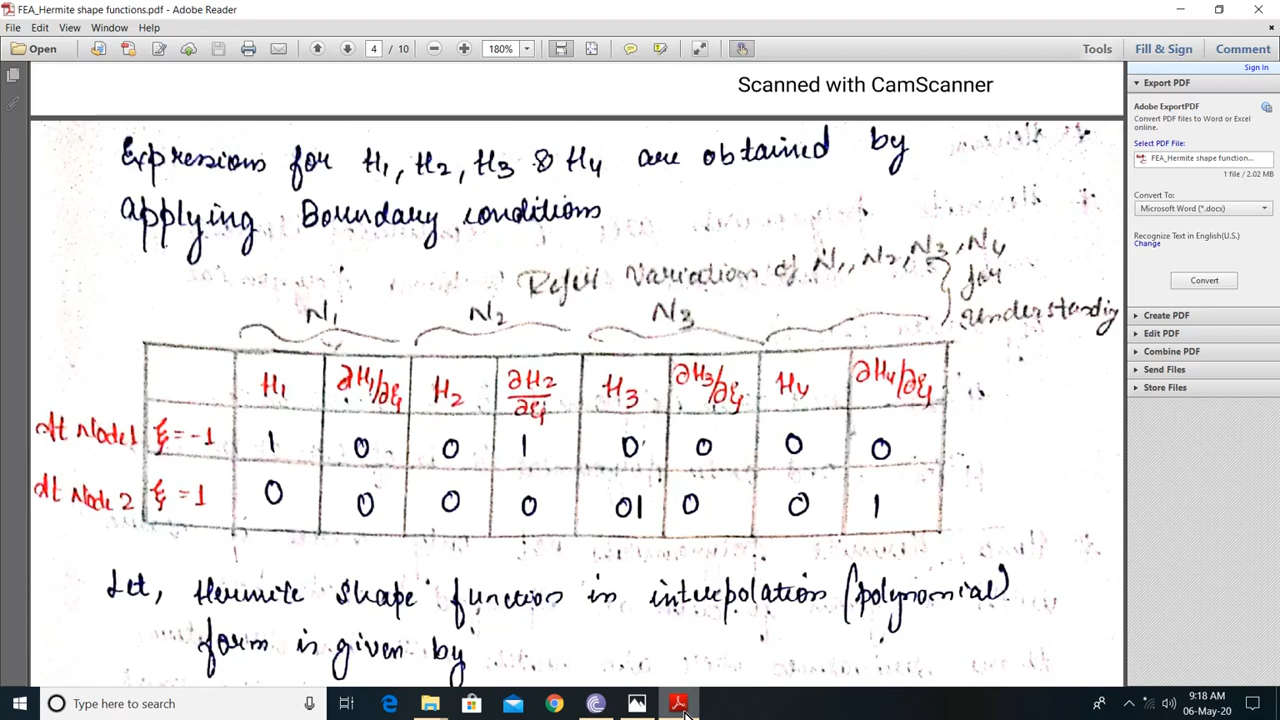 FEA_Hermite shape functions.pdf - Adobe Reader
File Edit View Window Help
Open 4 / 10 180% Tools Fill & Sign Comment
Sign In
Scanned with CamScanner
Expressions for H1, H2, H3 & H4 are obtained by
applying Boundary conditions
Refer Variation of N1, N2, N3, N4
for
understanding
N1 N2 N3
H1 ∂H1/∂ξ H2 ∂H2/∂ξ H3 ∂H3/∂ξ H4 ∂H4/∂ξ
At Node 1 ξ = -1 1 0 0 1 0 0 0 0
At Node 2 ξ = 1 0 0 0 0 01 0 0 1
Let, Hermite shape function in interpolation (polynomial)
form is given by
Export PDF
Adobe ExportPDF
Convert PDF files to Word or Excel
online.
Select PDF File:
FEA_Hermite shape function...
1 file / 2.02 MB
Convert To:
Microsoft Word (*.docx)
Recognize Text in English(U.S.)
Change
Convert
Create PDF
Edit PDF
Combine PDF
Send Files
Store Files
Type here to search
9:18 AM
06-May-20